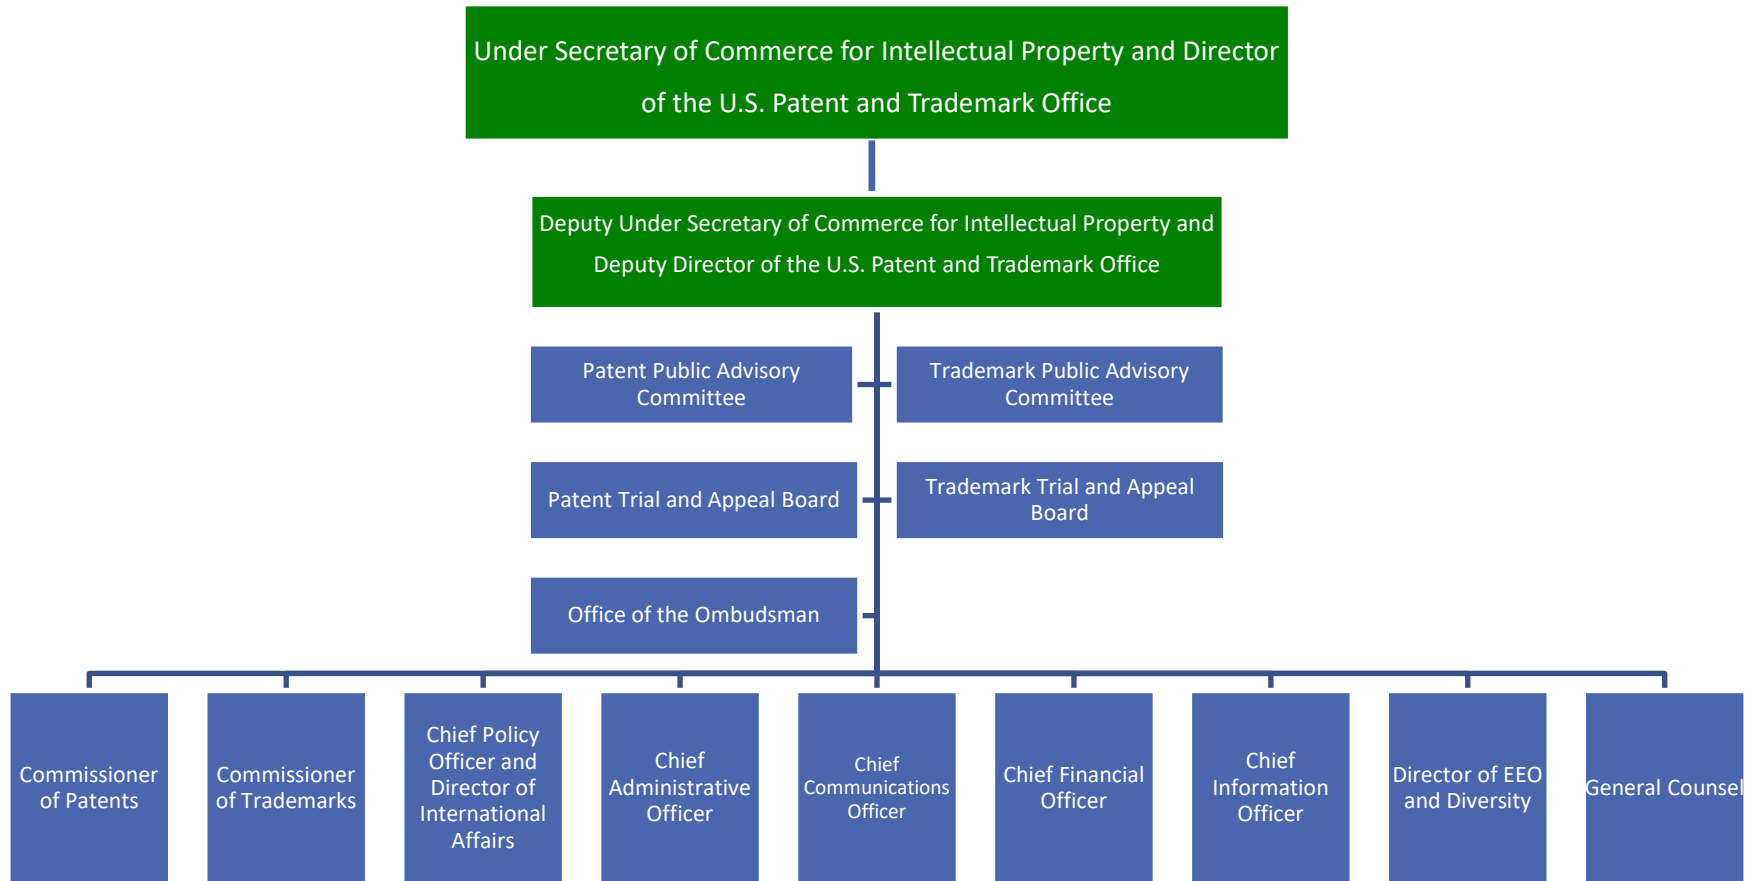 Under Secretary of Commerce for Intellectual Property and Director
of the U.S. Patent and Trademark Office
Deputy Under Secretary of Commerce for Intellectual Property and
Deputy Director of the U.S. Patent and Trademark Office
Patent Public Advisory
Committee
Trademark Public Advisory
Committee
Patent Trial and Appeal Board
Trademark Trial and Appeal
Board
Office of the Ombudsman
Commissioner
of Patents
Commissioner
of Trademarks
Chief Policy
Officer and
Director of
International
Affairs
Chief
Administrative
Officer
Chief
Communications
Officer
Chief Financial
Officer
Chief
Information
Officer
Director of EEO
and Diversity
General Counsel